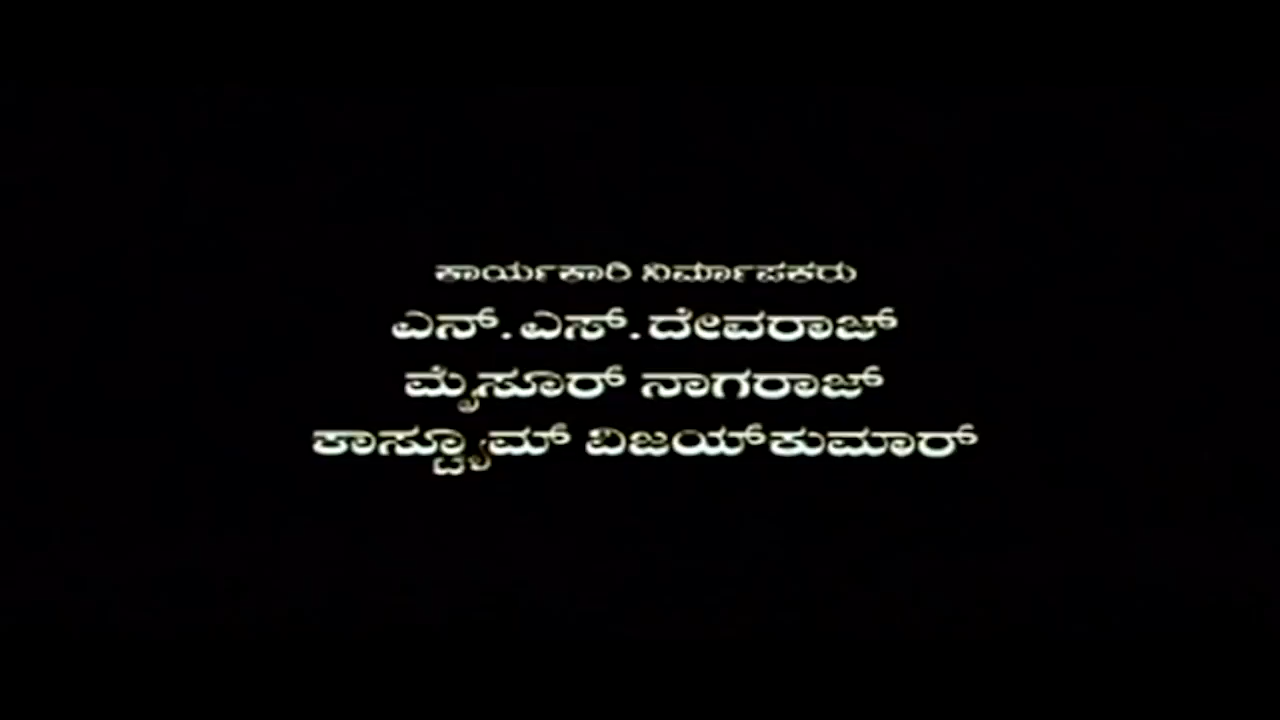 ಕಾರ್ಯಕಾರಿ ನಿರ್ಮಾಪಕರು
ಎನ್.ಎಸ್.ದೇವರಾಜ್
ಮೈಸೂರ್ ನಾಗರಾಜ್
ಕಾಸ್ಟ್ಯೂಮ್ ವಿಜಯ್‌ಕುಮಾರ್